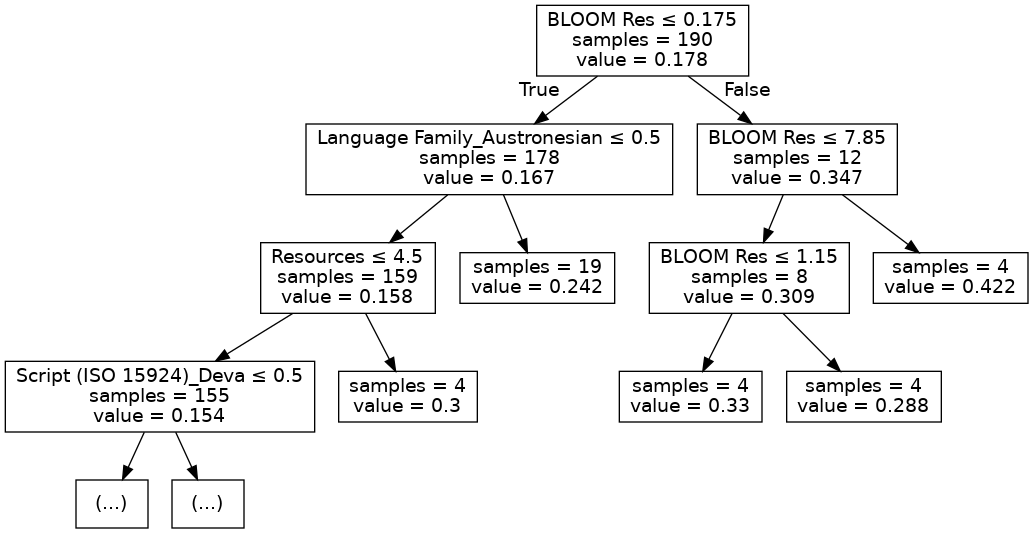 BLOOM Res ≤ 0.175
samples = 190
value = 0.178
True
False
Language Family_Austronesian ≤ 0.5
samples = 178
value = 0.167
BLOOM Res ≤ 7.85
samples = 12
value = 0.347
Resources ≤ 4.5
samples = 159
value = 0.158
samples = 19
value = 0.242
BLOOM Res ≤ 1.15
samples = 8
value = 0.309
samples = 4
value = 0.422
Script (ISO 15924)_Deva ≤ 0.5
samples = 155
value = 0.154
samples = 4
value = 0.3
samples = 4
value = 0.33
samples = 4
value = 0.288
(...)
(...)